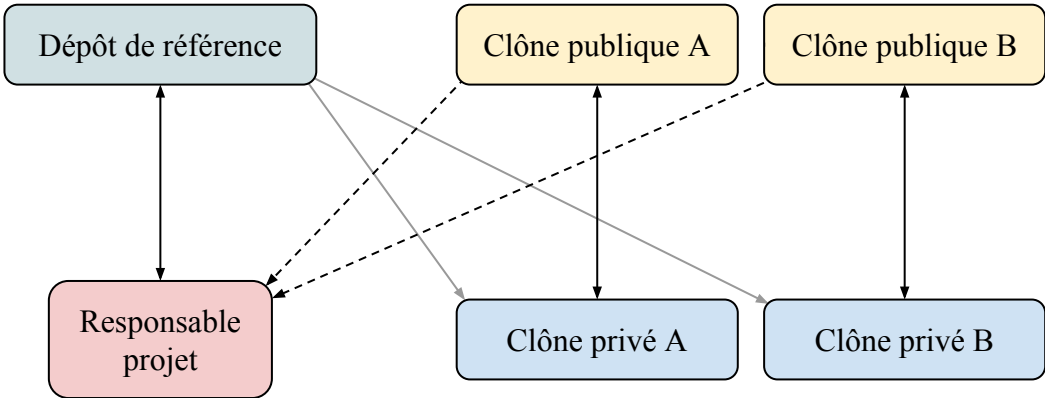 Dépôt de référence
Clône publique A
Clône publique B
Responsable
projet
Clône privé A
Clône privé B